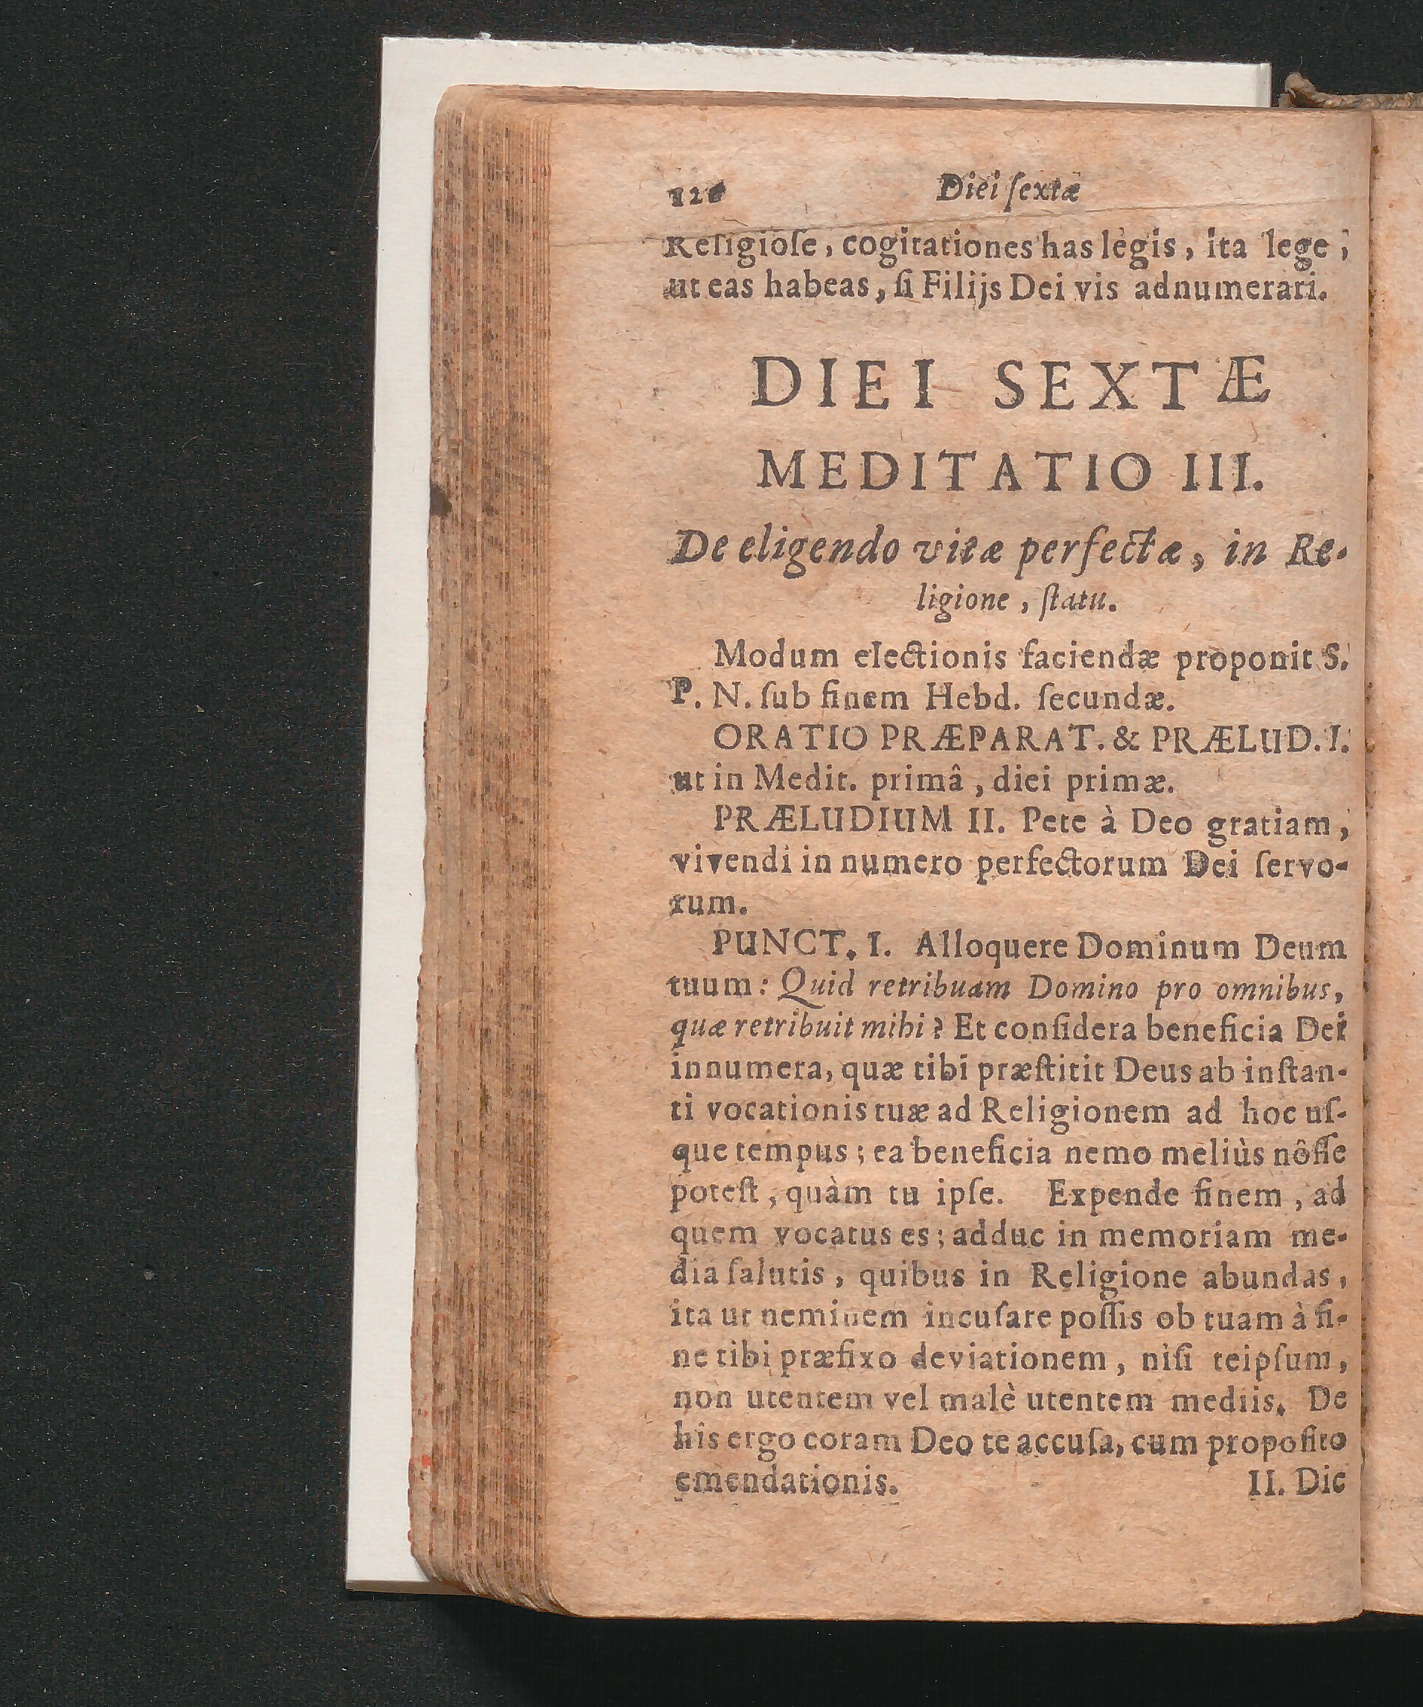 126 Diei ſextæ
Religioſe, cogitationes has legis, ita lege,
ut eas habeas, ſi Filijs Dei vis adnumerari.
DIEI SEXTÆ
MEDITATIO III.
De eligendo vitæ perfectæ, in Re-
ligione, ſtatu.
Modum electionis faciendæ proponit S.
P. N. ſub finem Hebd. ſecundæ.
ORATIO PRÆPARAT. & PRÆLUD. I.
ut in Medit. primâ, diei primæ.
PRÆLUDIUM II. Pete à Deo gratiam,
vivendi in numero perfectorum Dei ſervo-
rum.
PUNCT. I. Alloquere Dominum Deum
tuum: Quid retribuam Domino pro omnibus,
quæ retribuit mihi? Et conſidera beneficia Dei
innumera, quæ tibi præſtitit Deus ab inſtan-
ti vocationis tuæ ad Religionem ad hoc uſ-
que tempus; ea beneficia nemo meliùs nôſſe
poteſt, quàm tu ipſe. Expende finem, ad
quem vocatus es; adduc in memoriam me-
dia ſalutis, quibus in Religione abundas,
ita ut neminem incuſare poſſis ob tuam à fi-
ne tibi præfixo deviationem, niſi teipſum,
non utentem vel malè utentem mediis. De
his ergo coram Deo te accuſa, cum propoſito
emendationis. II. Dic